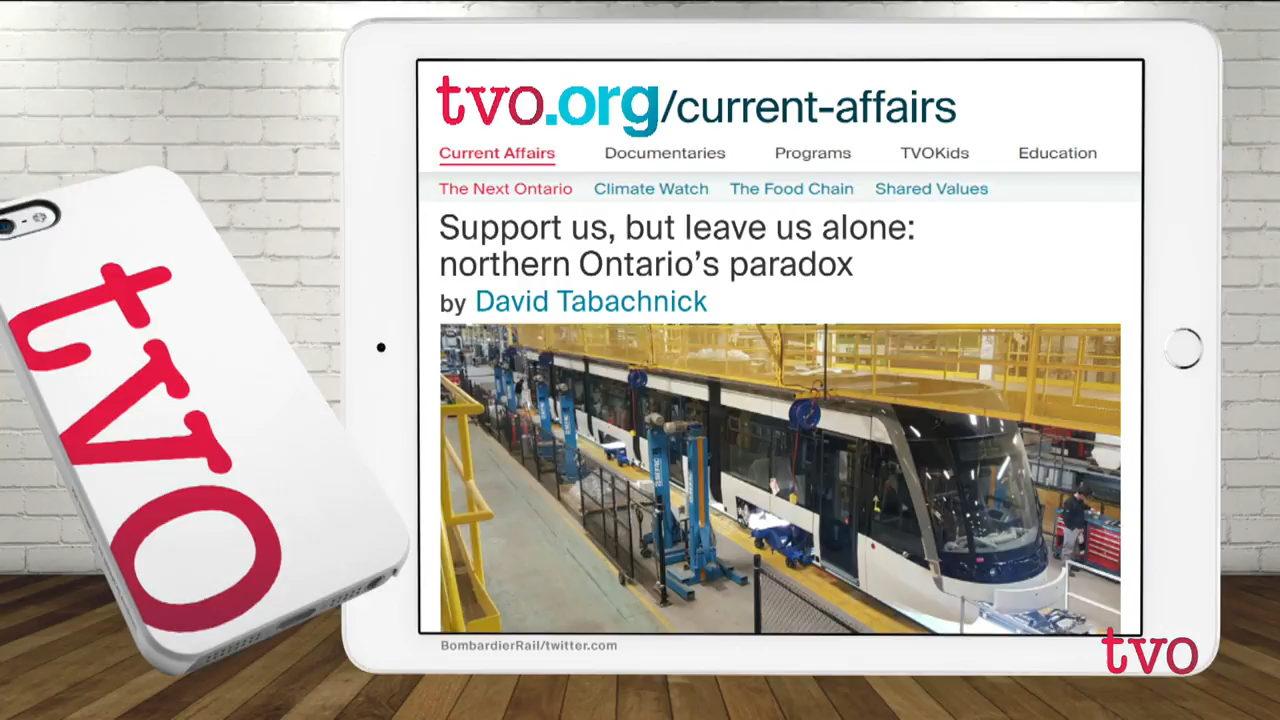 tvo.org/current-affairs
Current Affairs Documentaries Programs TVOKids Education
The Next Ontario Climate Watch The Food Chain Shared Values
Support us, but leave us alone:
northern Ontario's paradox
by David Tabachnick
BombardierRail/twitter.com
tvo
tvo